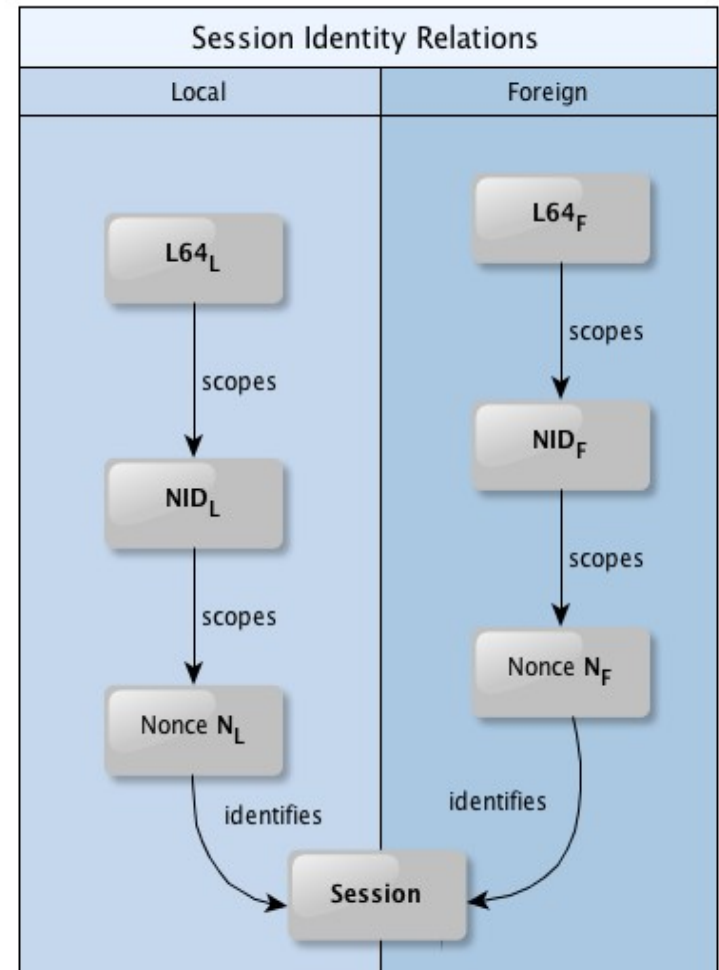 Session Identity Relations
Local
Foreign
L64L
scopes
NIDL
scopes
Nonce NL
identifies
L64F
scopes
NIDF
scopes
Nonce NF
identifies
Session